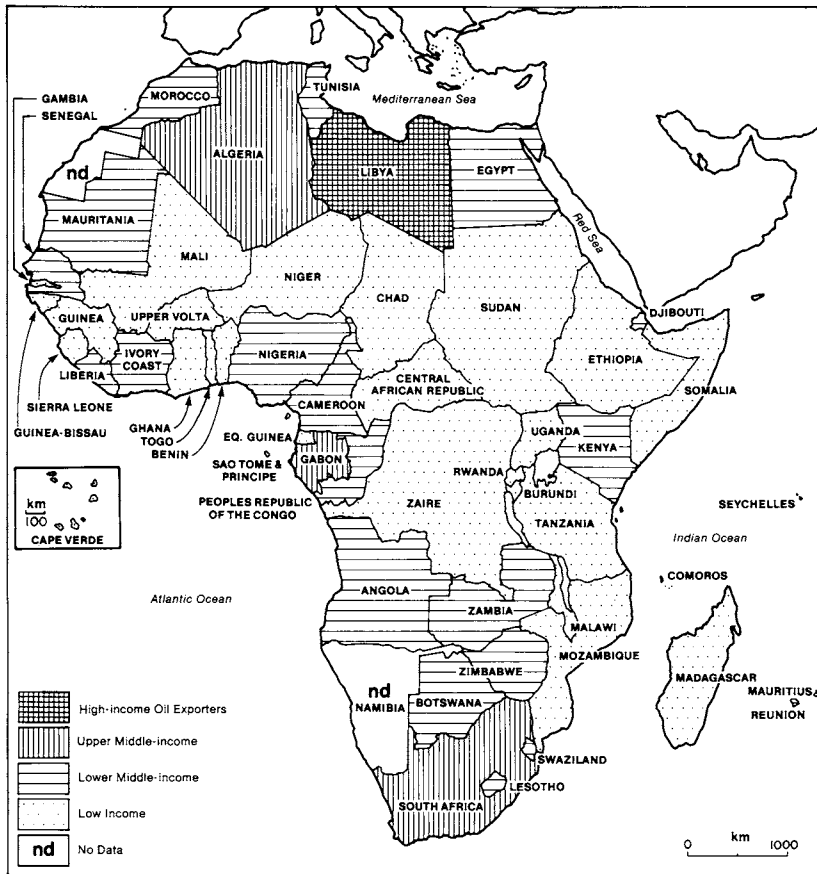 GAMBIA
SENEGAL
MOROCCO
TUNISIA
Mediterranean Sea
ALGERIA
LIBYA
EGYPT
nd
MAURITANIA
Red Sea
MALI
NIGER
CHAD
SUDAN
DJIBOUTI
GUINEA
UPPER VOLTA
IVORY
COAST
NIGERIA
ETHIOPIA
LIBERIA
CENTRAL
AFRICAN REPUBLIC
SOMALIA
CAMEROON
SIERRA LEONE
GUINEA-BISSAU
GHANA
TOGO
BENIN
EQ. GUINEA
UGANDA
KENYA
GABON
SAO TOME &
PRINCIPE
RWANDA
BURUNDI
PEOPLES REPUBLIC
OF THE CONGO
ZAIRE
TANZANIA
SEYCHELLES
km
100
CAPE VERDE
Indian Ocean
Atlantic Ocean
ANGOLA
COMOROS
ZAMBIA
MALAWI
MOZAMBIQUE
ZIMBABWE
nd
NAMIBIA
BOTSWANA
MADAGASCAR
MAURITIUS
REUNION
SWAZILAND
LESOTHO
SOUTH AFRICA
High-income Oil Exporters
Upper Middle-income
Lower Middle-income
Low Income
nd No Data
km
0 1000